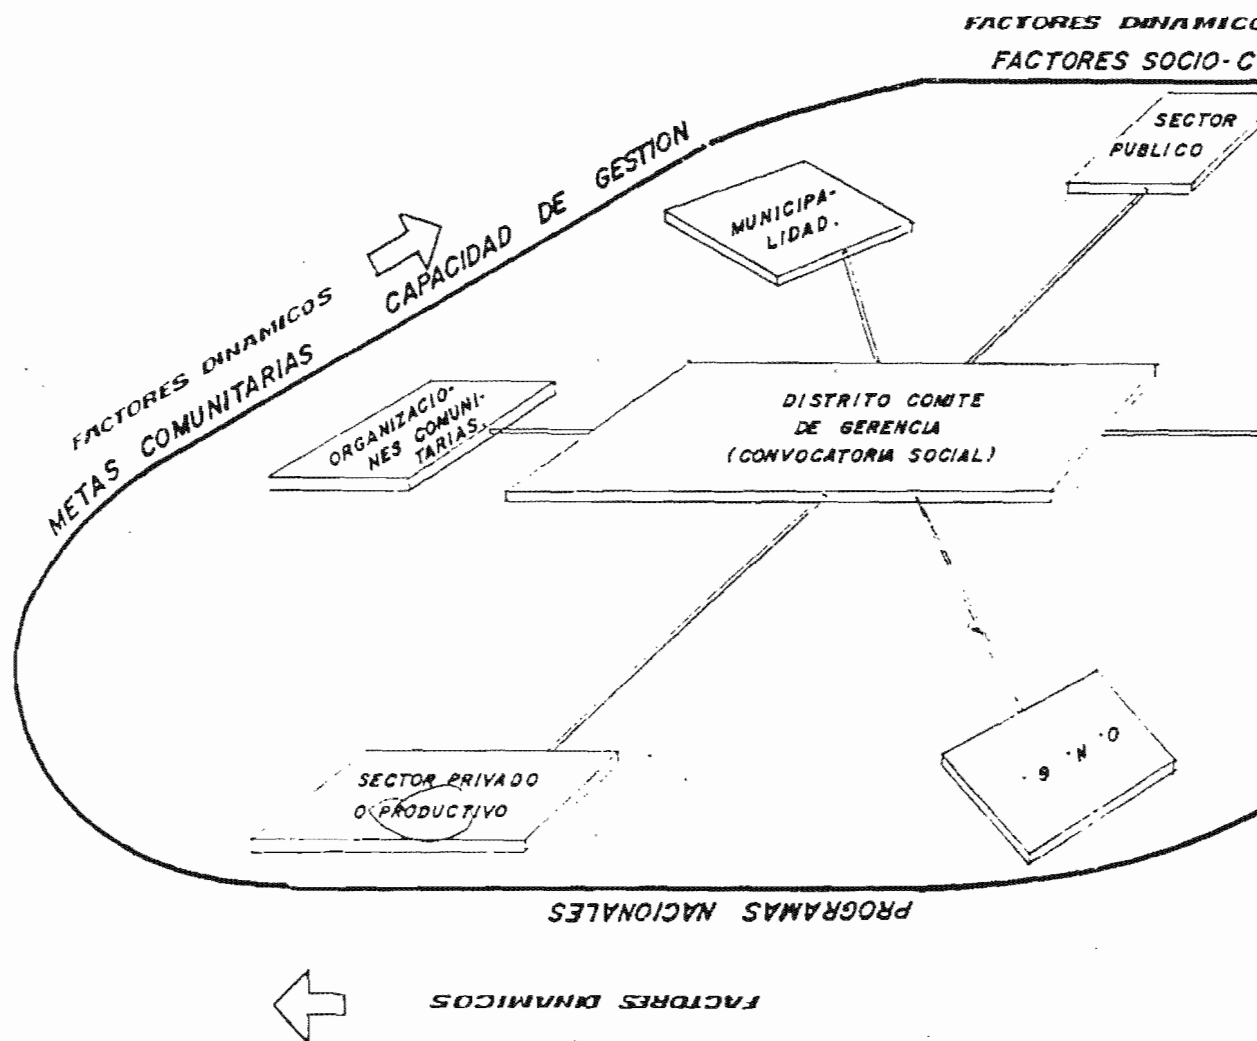 FACTORES DINAMICO
FACTORES SOCIO-C
SECTOR
PUBLICO
MUNICIPA-
LIDAD.
CAPACIDAD DE GESTION
FACTORES DINAMICOS
METAS COMUNITARIAS
ORGANIZACIO-
NES COMUNI-
TARIAS.
DISTRITO COMITE
DE GERENCIA
(CONVOCATORIA SOCIAL)
SECTOR PRIVADO
O PRODUCTIVO
O. N. G.
PROGRAMAS NACIONALES
FACTORES DINAMICOS